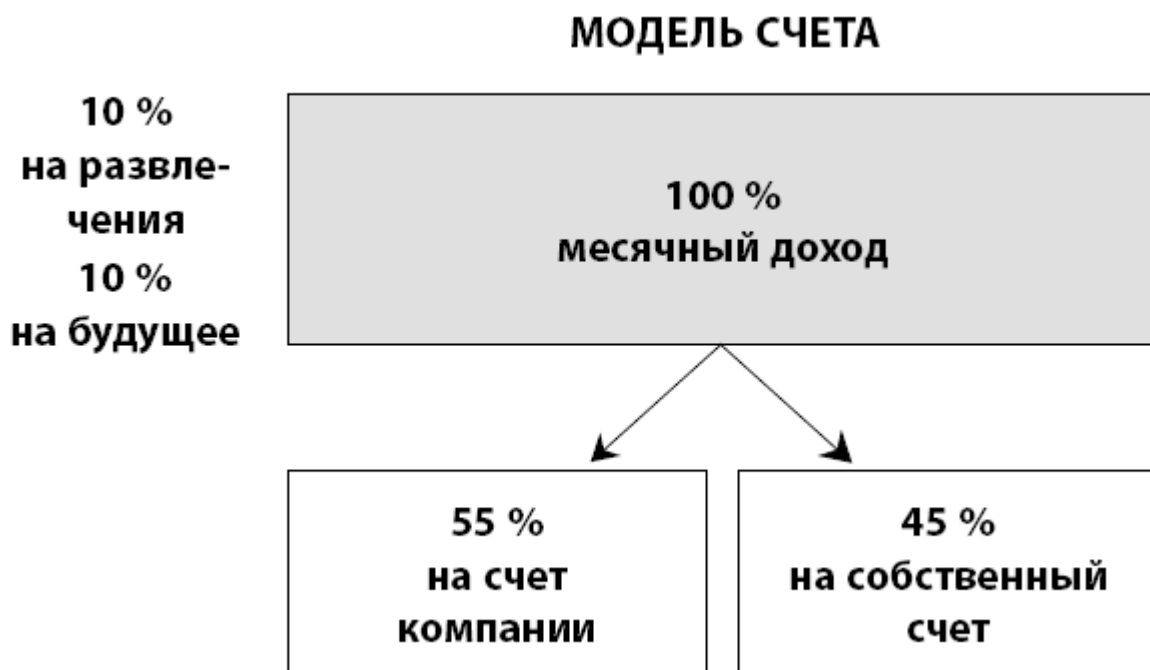 МОДЕЛЬ СЧЕТА
10 %
на развле-
чения
10 %
на будущее
100 %
месячный доход
55 %
на счет
компании
45 %
на собственный
счет